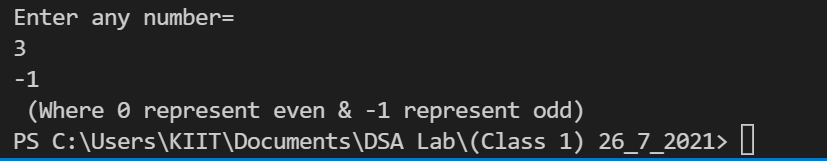 Enter any number=
3
-1
 (Where 0 represent even & -1 represent odd)
PS C:\Users\KIIT\Documents\DSA Lab\(Class 1) 26_7_2021>